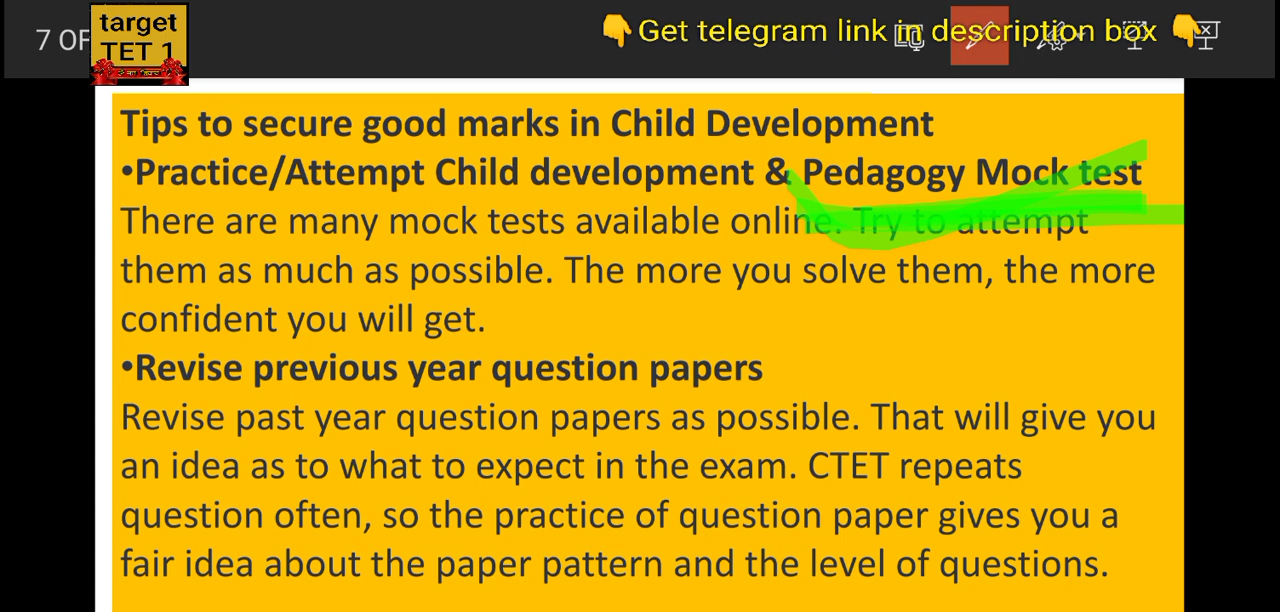 7 OF
target
TET 1
👇Get telegram link in description box 👇
Tips to secure good marks in Child Development
•Practice/Attempt Child development & Pedagogy Mock test
There are many mock tests available online. Try to attempt
them as much as possible. The more you solve them, the more
confident you will get.
•Revise previous year question papers
Revise past year question papers as possible. That will give you
an idea as to what to expect in the exam. CTET repeats
question often, so the practice of question paper gives you a
fair idea about the paper pattern and the level of questions.